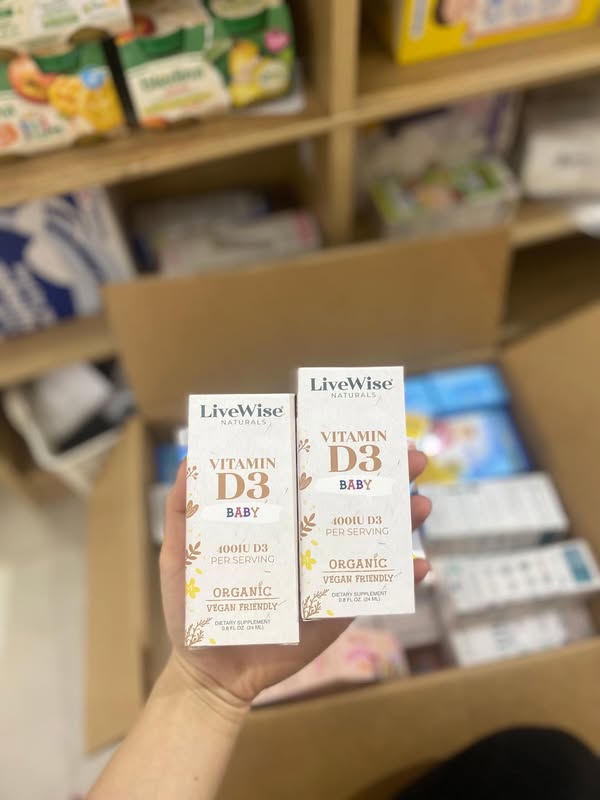 LiveWise®
NATURALS
VITAMIN
D3
BABY
400IU D3
PER SERVING
ORGANIC
VEGAN FRIENDLY
DIETARY SUPPLEMENT
0.8 FL OZ. (24 ML)
LiveWise®
NATURALS
VITAMIN
D3
BABY
400IU D3
PER SERVING
ORGANIC
VEGAN FRIENDLY
DIETARY SUPPLEMENT
0.8 FL OZ. (24 ML)